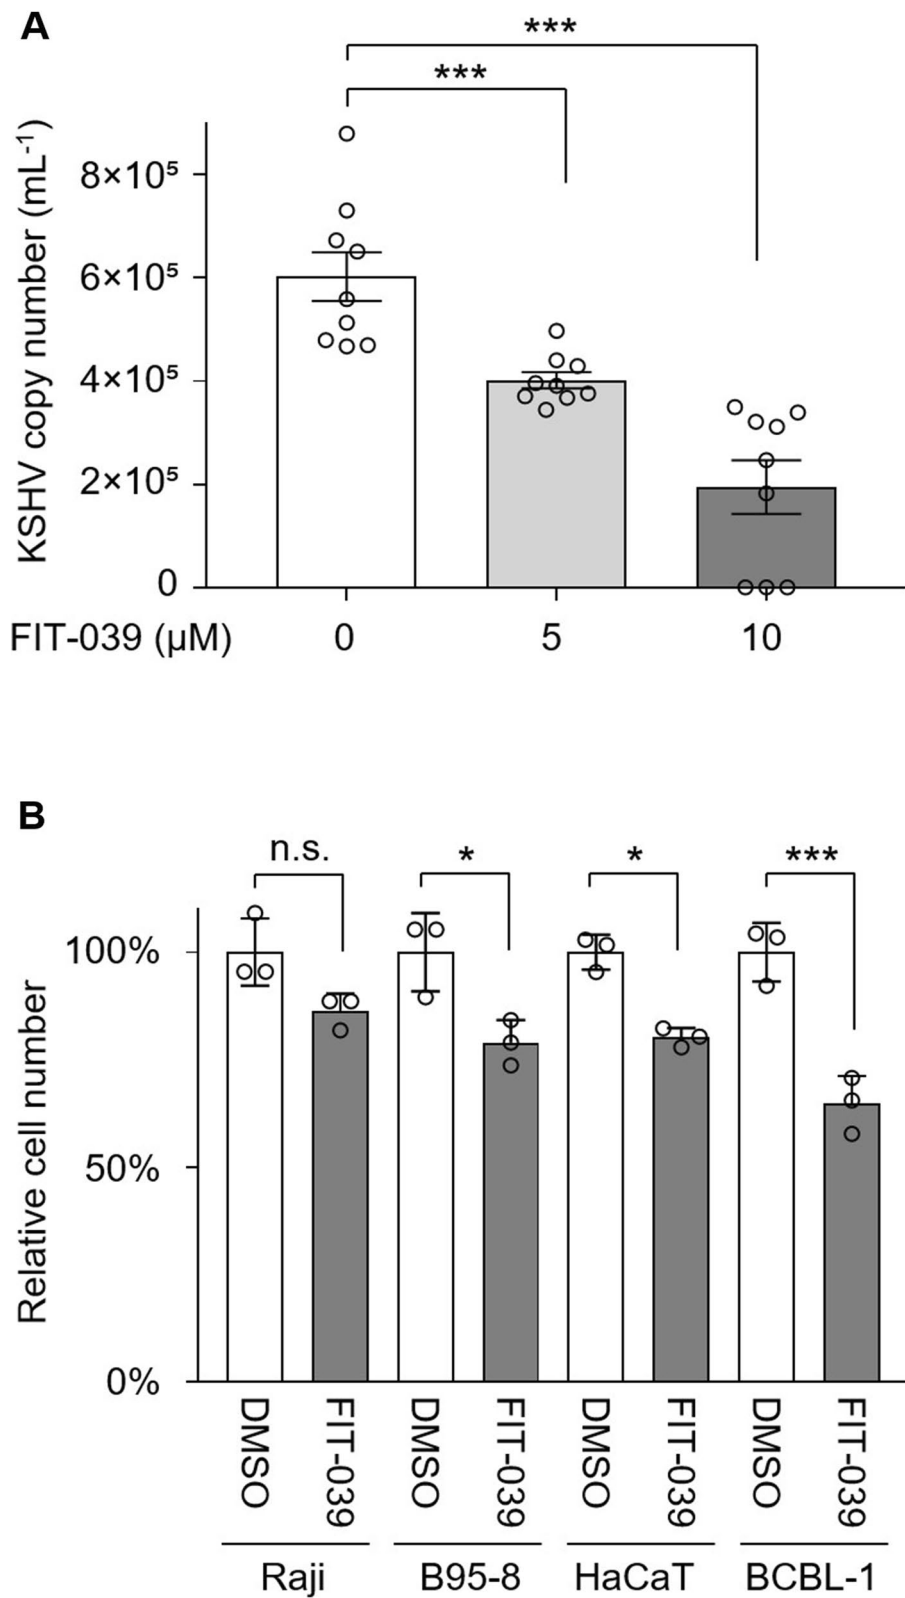 A
***
***
KSHV copy number (mL⁻¹)
8×10⁵
6×10⁵
4×10⁵
2×10⁵
0
FIT-039 (μM) 0 5 10
B
n.s. * * ***
Relative cell number
100%
50%
0%
DMSO FIT-039 DMSO FIT-039 DMSO FIT-039 DMSO FIT-039
Raji B95-8 HaCaT BCBL-1